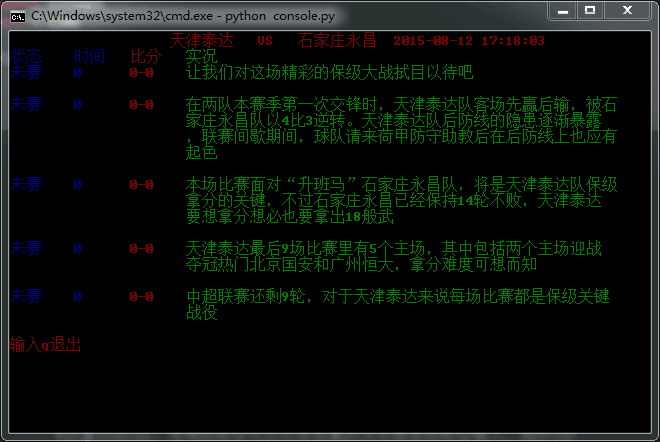 C:\Windows\system32\cmd.exe - python console.py
天津泰达 VS 石家庄永昌 2015-08-12 17:18:03
状态 时间 比分 实况
未赛 0 0-0 让我们对这场精彩的保级大战拭目以待吧
未赛 0 0-0 在两队本赛季第一次交锋时，天津泰达队客场先赢后输，被石
家庄永昌队以4比3逆转。天津泰达队后防线的隐患逐渐暴露
，联赛间歇期间，球队请来荷甲防守助教后在后防线上也应有
起色
未赛 0 0-0 本场比赛面对“升班马”石家庄永昌队，将是天津泰达队保级
拿分的关键，不过石家庄永昌已经保持14轮不败，天津泰达
要想拿分想必也要拿出18般武
未赛 0 0-0 天津泰达最后9场比赛里有5个主场，其中包括两个主场迎战
夺冠热门北京国安和广州恒大，拿分难度可想而知
未赛 0 0-0 中超联赛还剩9轮，对于天津泰达来说每场比赛都是保级关键
战役
输入q退出